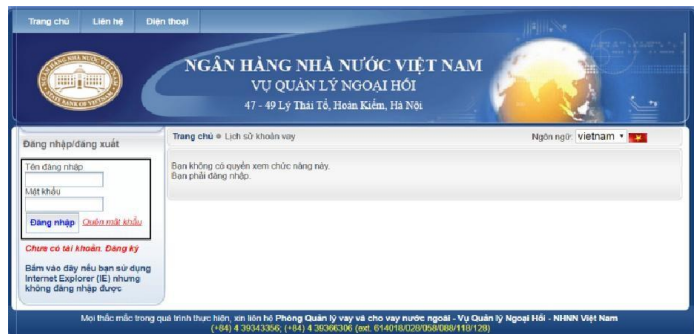 Trang chủ Liên hệ Điện thoại
NGÂN HÀNG NHÀ NƯỚC VIỆT NAM
VỤ QUẢN LÝ NGOẠI HỐI
47 - 49 Lý Thái Tổ, Hoàn Kiếm, Hà Nội
Đăng nhập/đăng xuất
Trang chủ Lịch sử khoản vay
Ngôn ngữ: vietnam
Tên đăng nhập
Mật khẩu
Đăng nhập Quên mật khẩu
Chưa có tài khoản. Đăng ký
Bấm vào đây nếu bạn sử dụng
Internet Explorer (IE) nhưng
không đăng nhập được
Bạn không có quyền xem chức năng này.
Bạn phải đăng nhập.
Mọi thắc mắc trong quá trình thực hiện, xin liên hệ Phòng Quản lý vay và cho vay nước ngoài - Vụ Quản lý Ngoại Hối - NHNN Việt Nam
(+84) 4 39343356; (+84) 4 39366306 (ext. 614018/028/058/088/118/128)